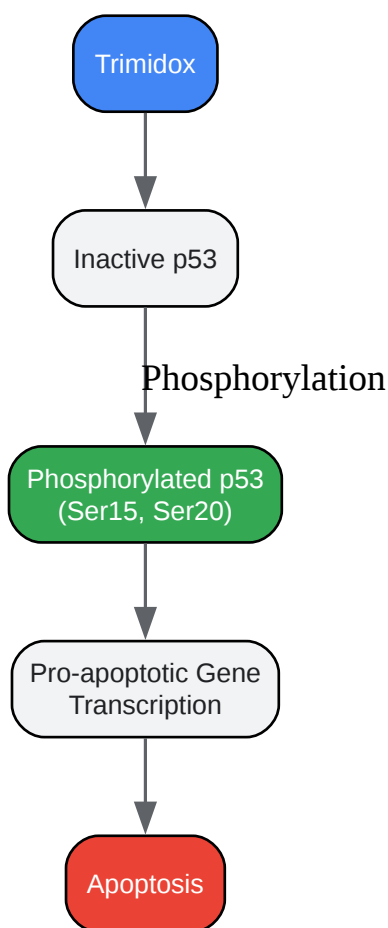 Trimidox
Inactive p53
Phosphorylation
Phosphorylated p53
(Ser15, Ser20)
Pro-apoptotic Gene
Transcription
Apoptosis